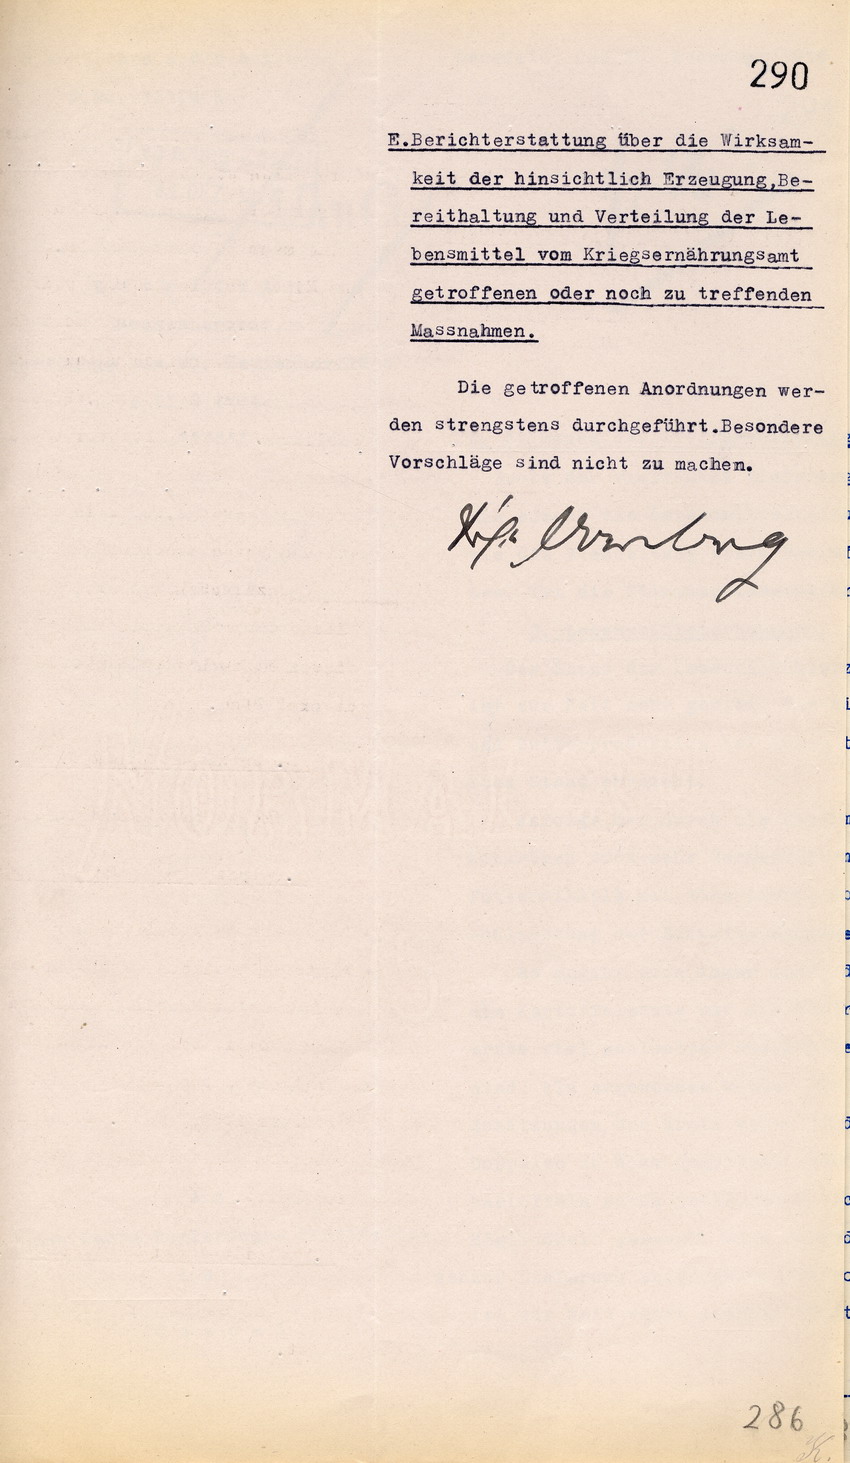 290
E.Berichterstattung über die Wirksam-
keit der hinsichtlich Erzeugung,Be-
reithaltung und Verteilung der Le-
bensmittel vom Kriegsernährungsamt
getroffenen oder noch zu treffenden
Massnahmen.
Die getroffenen Anordnungen wer-
den strengstens durchgeführt.Besondere
Vorschläge sind nicht zu machen.
286
K.